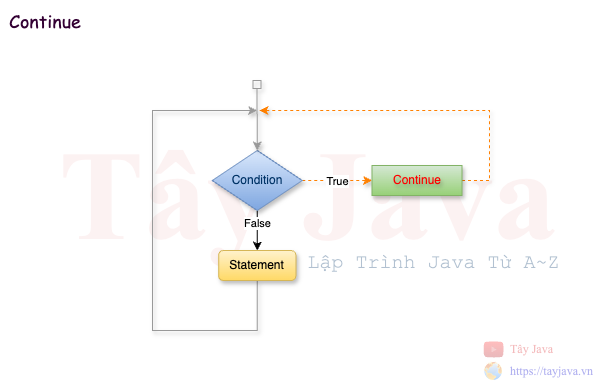 Continue
Condition
True
Continue
False
Statement
Tây Java
Lập Trình Java Từ A~Z
Tây Java
https://tayjava.vn